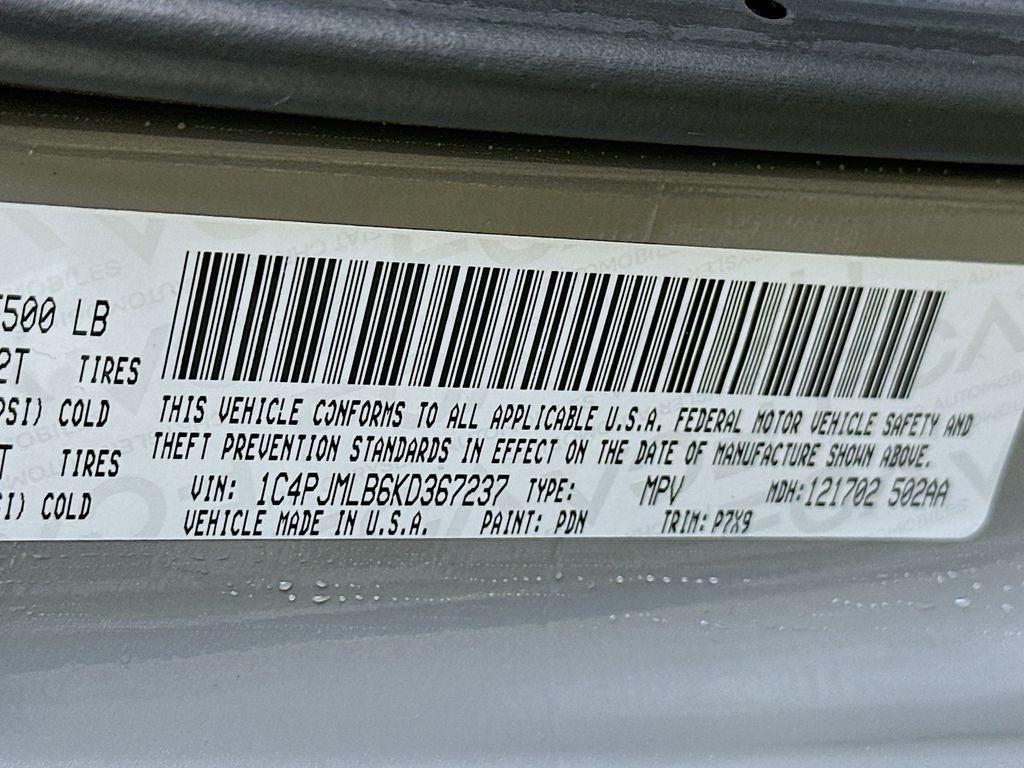 500 LB
2T TIRES
PSI) COLD
T TIRES
I) COLD
THIS VEHICLE CONFORMS TO ALL APPLICABLE U.S.A. FEDERAL MOTOR VEHICLE SAFETY AND
THEFT PREVENTION STANDARDS IN EFFECT ON THE DATE OF MANUFACTURE SHOWN ABOVE.
VIN: 1C4PJMLB6KD367237 TYPE: MPV MDH: 121702 502AA
VEHICLE MADE IN U.S.A. PAINT: PDN TRIM: P7X9